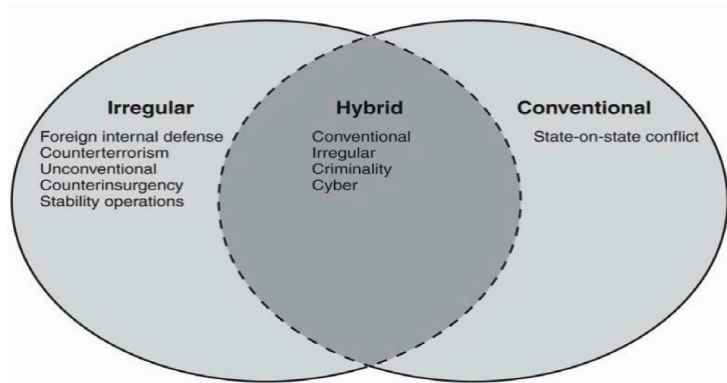 Irregular
Foreign internal defense
Counterterrorism
Unconventional
Counterinsurgency
Stability operations
Hybrid
Conventional
Irregular
Criminality
Cyber
Conventional
State-on-state conflict